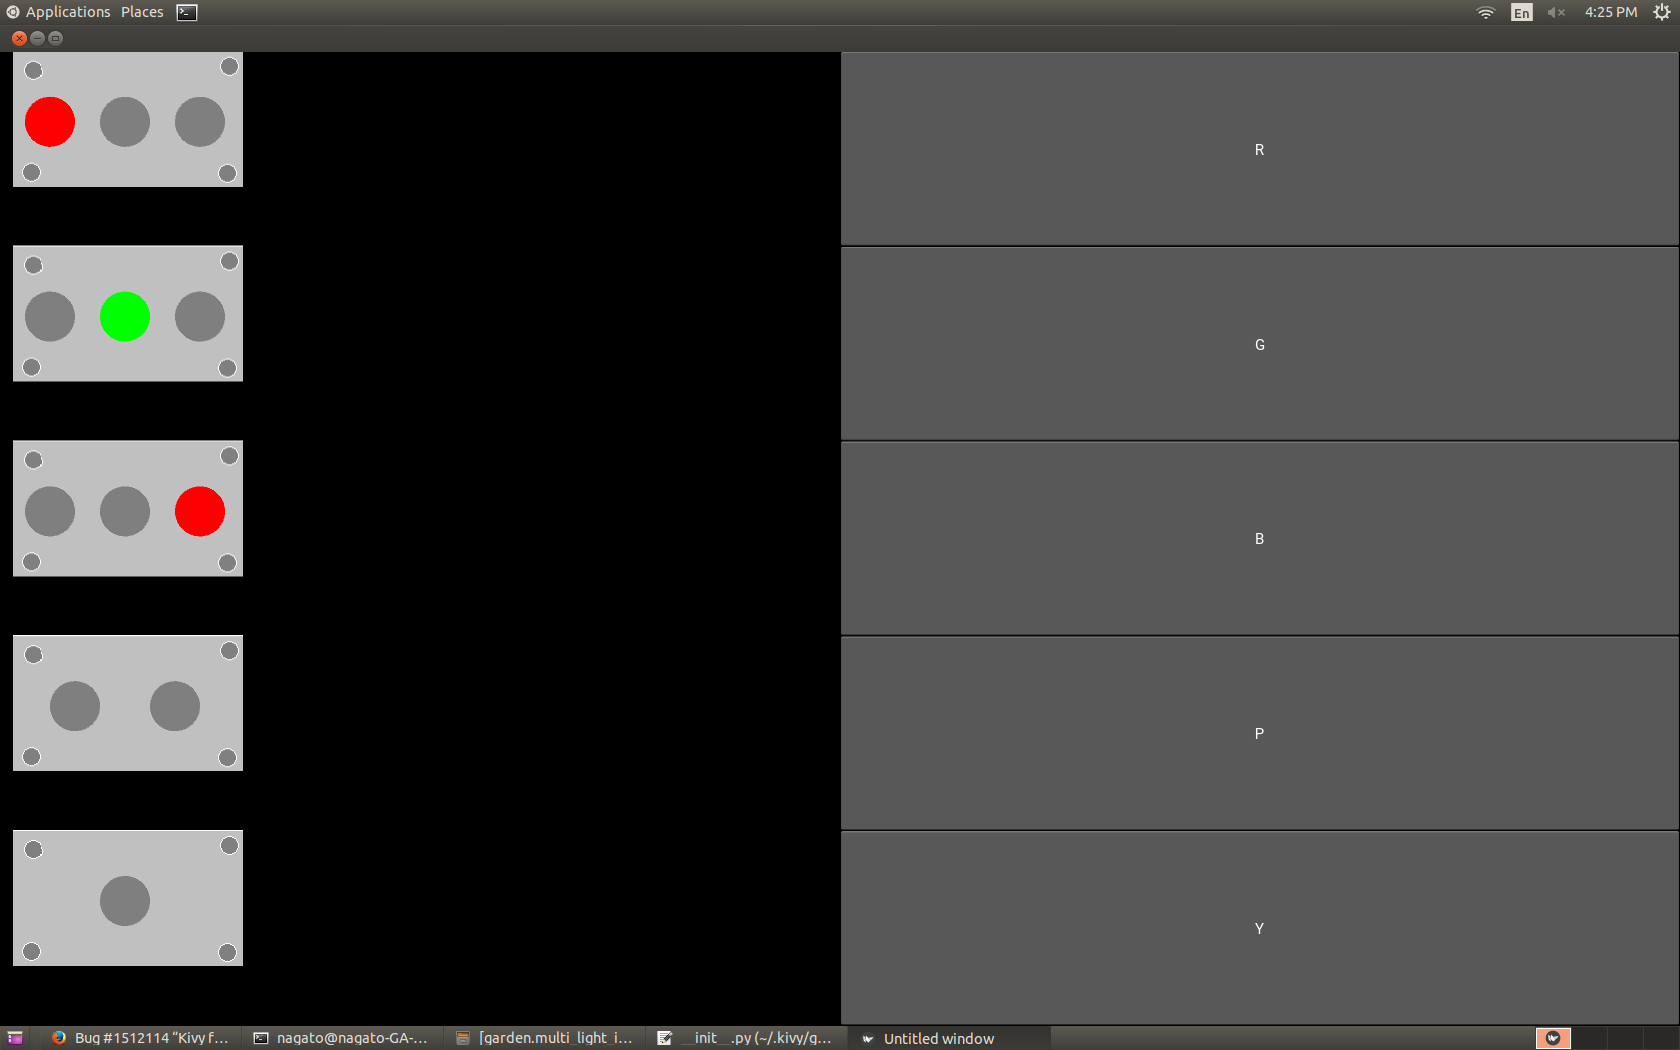 Applications Places
En 4:25 PM
R
G
B
P
Y
Bug #1512114 “Kivy f... nagato@nagato-GA-... [garden.multi_light_i... __init__.py (~/.kivy/g... Untitled window